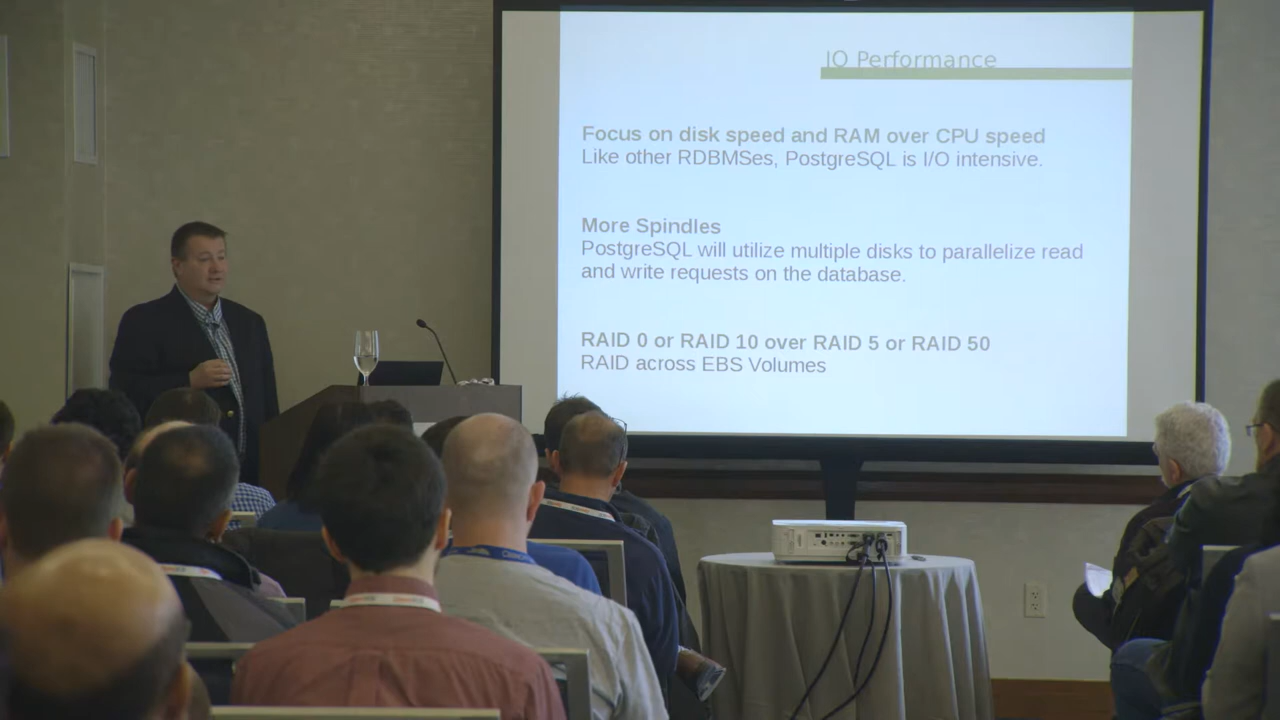 IO Performance
Focus on disk speed and RAM over CPU speed
Like other RDBMSes, PostgreSQL is I/O intensive.
More Spindles
PostgreSQL will utilize multiple disks to parallelize read
and write requests on the database.
RAID 0 or RAID 10 over RAID 5 or RAID 50
RAID across EBS Volumes